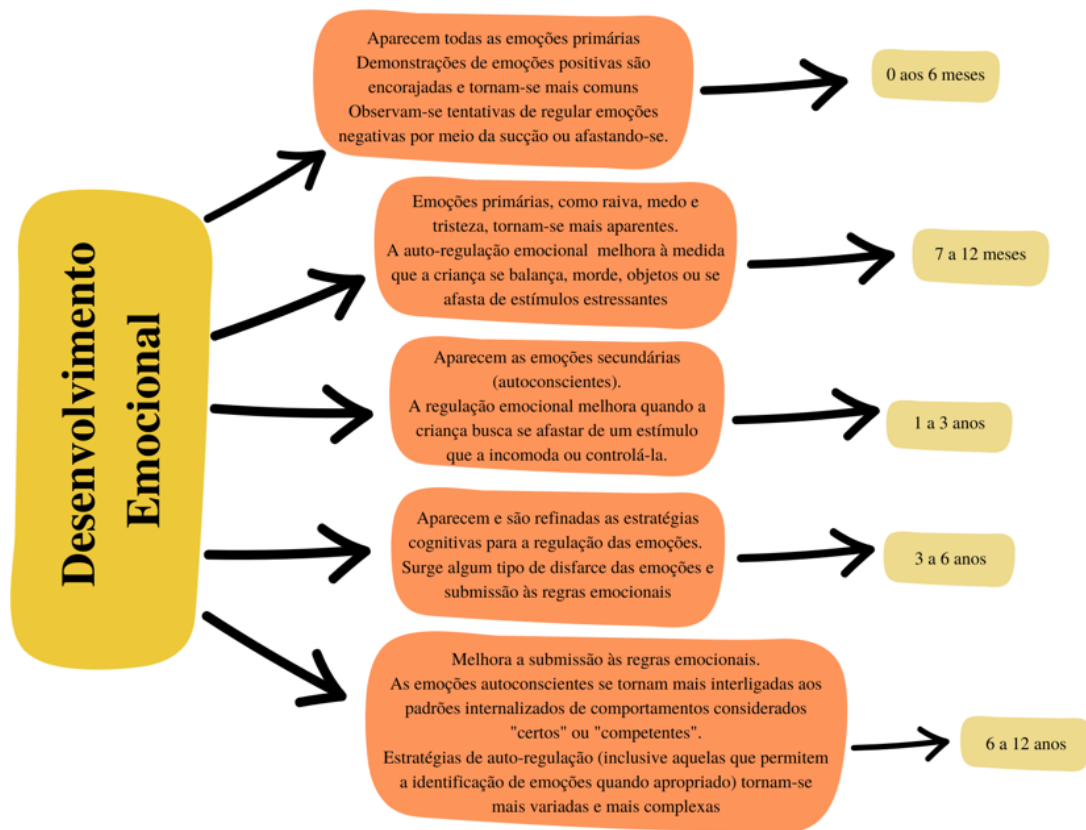 Desenvolvimento
Emocional
Aparecem todas as emoções primárias
Demonstrações de emoções positivas são
encorajadas e tornam-se mais comuns
Observam-se tentativas de regular emoções
negativas por meio da sucção ou afastando-se.
0 aos 6 meses
Emoções primárias, como raiva, medo e
tristeza, tornam-se mais aparentes.
A auto-regulação emocional melhora à medida
que a criança se balança, morde, objetos ou se
afasta de estímulos estressantes
7 a 12 meses
Aparecem as emoções secundárias
(autoconscientes).
A regulação emocional melhora quando a
criança busca se afastar de um estímulo
que a incomoda ou controlá-la.
1 a 3 anos
Aparecem e são refinadas as estratégias
cognitivas para a regulação das emoções.
Surge algum tipo de disfarce das emoções e
submissão às regras emocionais
3 a 6 anos
Melhora a submissão às regras emocionais.
As emoções autoconscientes se tornam mais interligadas aos
padrões internalizados de comportamentos considerados
"certos" ou "competentes".
Estratégias de auto-regulação (inclusive aquelas que permitem
a identificação de emoções quando apropriado) tornam-se
mais variadas e mais complexas
6 a 12 anos